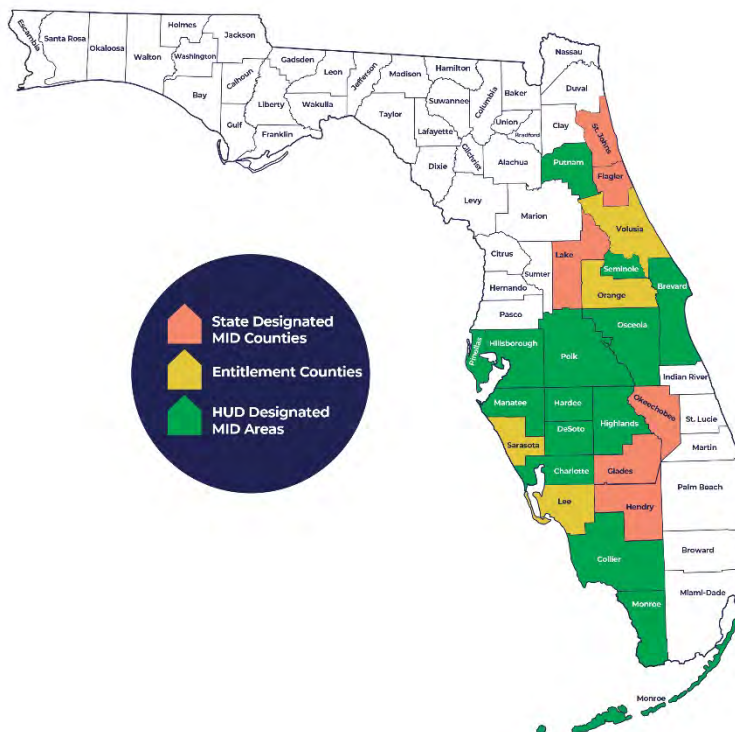 Escambia
Santa Rosa
Okaloosa
Walton
Holmes
Washington
Jackson
Bay
Calhoun
Gulf
Liberty
Gadsden
Franklin
Leon
Wakulla
Jefferson
Madison
Taylor
Hamilton
Suwannee
Lafayette
Dixie
Columbia
Gilchrist
Levy
Baker
Union
Bradford
Alachua
Nassau
Duval
Clay
St. Johns
Putnam
Flagler
Marion
Volusia
Citrus
Sumter
Lake
Hernando
Seminole
Orange
Brevard
Pasco
Pinellas
Hillsborough
Polk
Osceola
Indian River
Manatee
Hardee
Highlands
Okeechobee
St. Lucie
DeSoto
Sarasota
Martin
Charlotte
Glades
Lee
Hendry
Palm Beach
Collier
Broward
Monroe
Miami-Dade
Monroe
State Designated
MID Counties
Entitlement Counties
HUD Designated
MID Areas